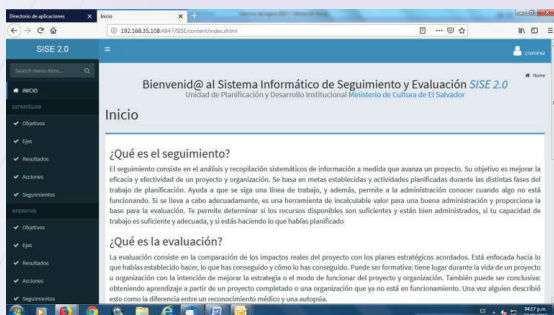 Directorio de aplicaciones
Inicio
192.168.35.108:4847/SISE/content/index.xhtml
SISE 2.0
Search menu items...
INICIO
ESTRATÉGICO
Objetivos
Ejes
Resultados
Acciones
Seguimientos
OPERATIVO
Objetivos
Ejes
Resultados
Acciones
Seguimientos
Home
Bienvenid@ al Sistema Informático de Seguimiento y Evaluación SISE 2.0
Unidad de Planificación y Desarrollo Institucional Ministerio de Cultura de El Salvador
Inicio
¿Qué es el seguimiento?
El seguimiento consiste en el análisis y recopilación sistemáticos de información a medida que avanza un proyecto. Su objetivo es mejorar la
eficacia y efectividad de un proyecto y organización. Se basa en metas establecidas y actividades planificadas durante las distintas fases del
trabajo de planificación. Ayuda a que se siga una línea de trabajo, y además, permite a la administración conocer cuando algo no está
funcionando. Si se lleva a cabo adecuadamente, es una herramienta de incalculable valor para una buena administración y proporciona la
base para la evaluación. Te permite determinar si los recursos disponibles son suficientes y están bien administrados, si tu capacidad de
trabajo es suficiente y adecuada, y si estás haciendo lo que habías planificado
¿Qué es la evaluación?
La evaluación consiste en la comparación de los impactos reales del proyecto con los planes estratégicos acordados. Está enfocada hacia lo
que habías establecido hacer, lo que has conseguido y cómo lo has conseguido. Puede ser formativa: tiene lugar durante la vida de un proyecto
u organización con la intención de mejorar la estrategia o el modo de funcionar del proyecto y organización. También puede ser conclusiva:
obteniendo aprendizaje a partir de un proyecto completado o una organización que ya no está en funcionamiento. Una vez alguien describió
esto como la diferencia entre un reconocimiento médico y una autopsia.
ES
04:17 p.m.